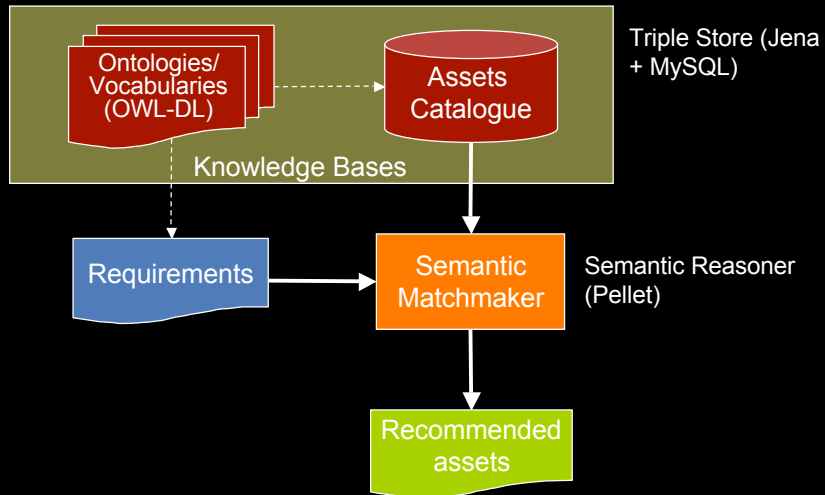 Ontologies/
Vocabularies
(OWL-DL)
Assets
Catalogue
Triple Store (Jena
+ MySQL)
Knowledge Bases
Requirements
Semantic
Matchmaker
Semantic Reasoner
(Pellet)
Recommended
assets